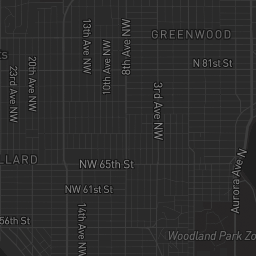 GREENWOOD
13th Ave NW
10th Ave NW
8th Ave NW
N 81st St
23rd Ave NW
20th Ave NW
3rd Ave NW
LLARD
NW 65th St
Aurora Ave N
NW 61st St
56th St
14th Ave NW
Woodland Park Zo